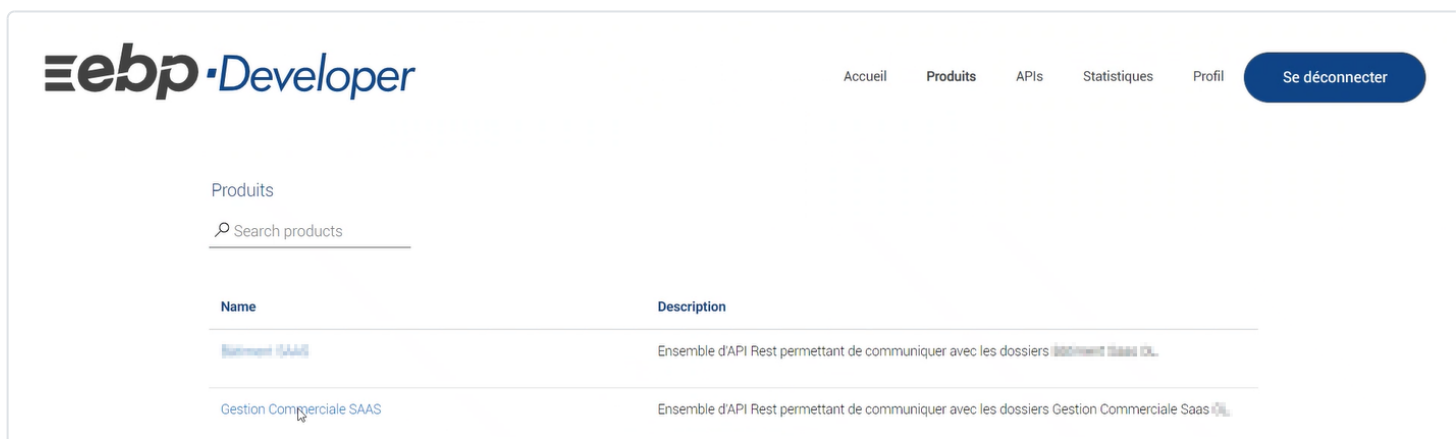 ebp Developer
Accueil Produits APIs Statistiques Profil Se déconnecter
Produits
Search products
Name Description
Ensemble d'API Rest permettant de communiquer avec les dossiers
Gestion Commerciale SAAS Ensemble d'API Rest permettant de communiquer avec les dossiers Gestion Commerciale Saas